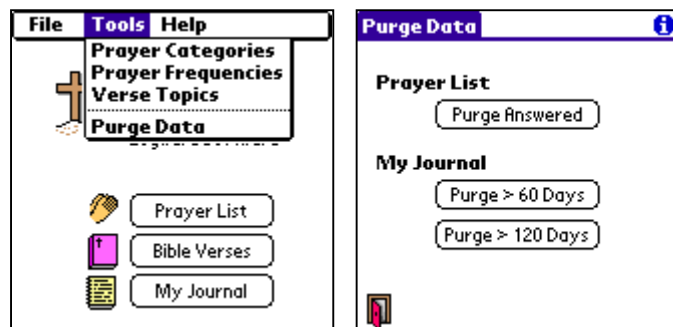 File Tools Help
Prayer Categories
Prayer Frequencies
Verse Topics
Purge Data
Prayer List
Bible Verses
My Journal
Purge Data
Prayer List
Purge Answered
My Journal
Purge > 60 Days
Purge > 120 Days